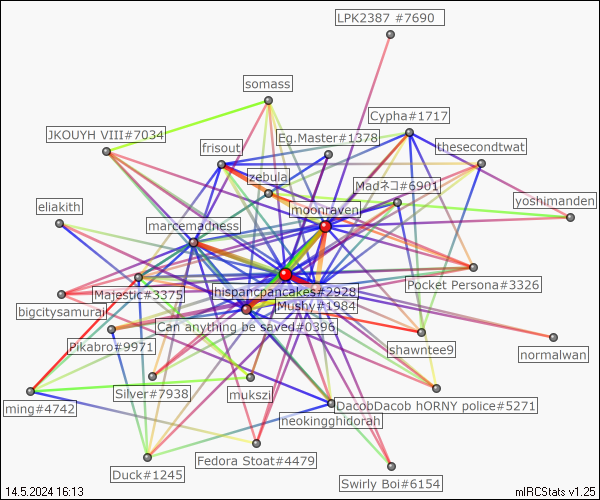 LPK2387 #7690
somass
Cypha#1717
JKOUYH VIII#7034
Eg.Master#1378
frisout
thesecondtwat
zebula
Madネコ#6901
yoshimanden
eliakith
moonraven
marcemadness
Pocket Persona#3326
hispancpancakes#2928
Majestic#3375
Mushy#1984
bigcitysamurai
Can anything be saved#0396
Pikabro#9971
shawntee9
normalwan
Silver#7938
mukszi
DacobDacob hORNY police#5271
ming#4742
neokingghidorah
Fedora Stoat#4479
Duck#1245
Swirly Boi#6154
14.5.2024 16:13
mIRCStats v1.25